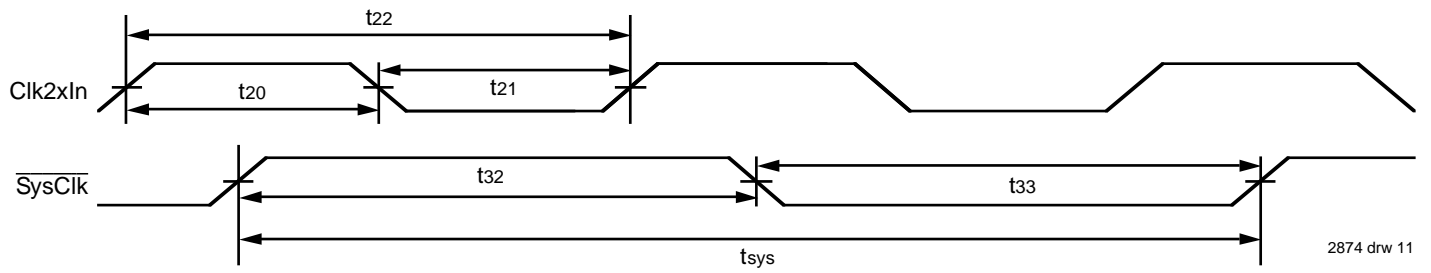 t22
Clk2xIn
t20
t21
SysClk
t32
t33
tsys
2874 drw 11